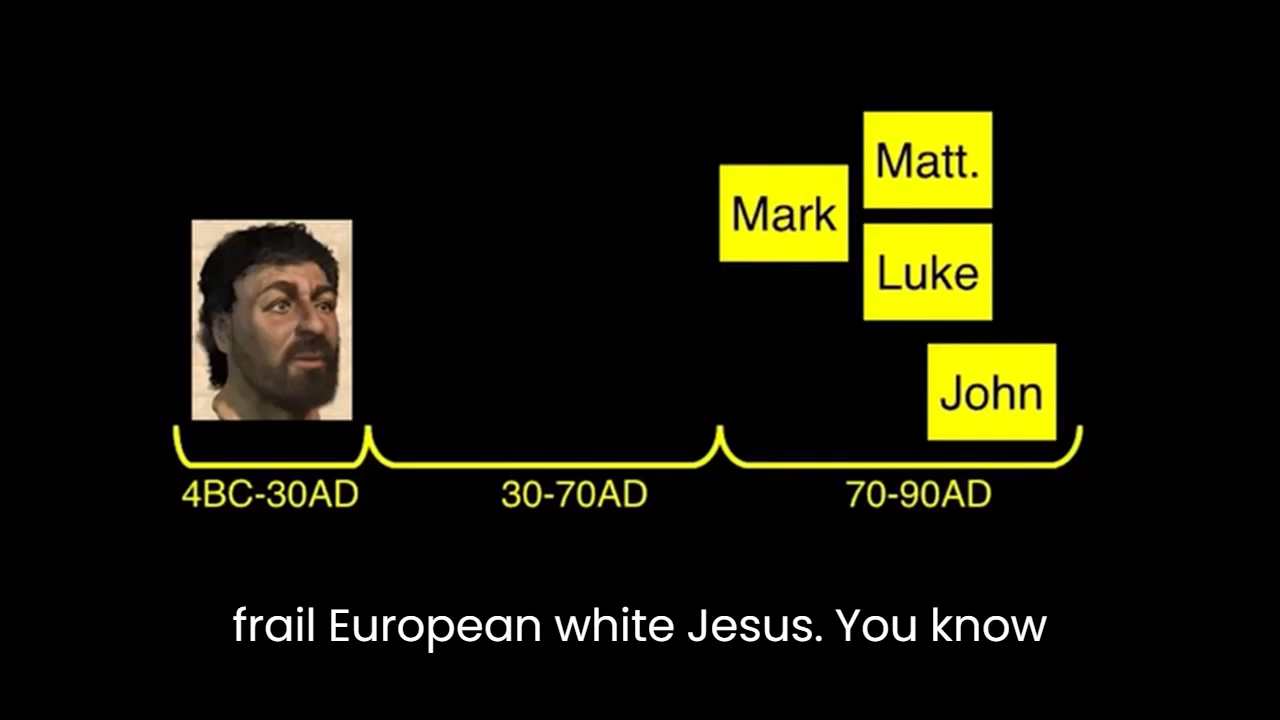 Matt.
Mark
Luke
John
4BC-30AD
30-70AD
70-90AD
frail European white Jesus. You know